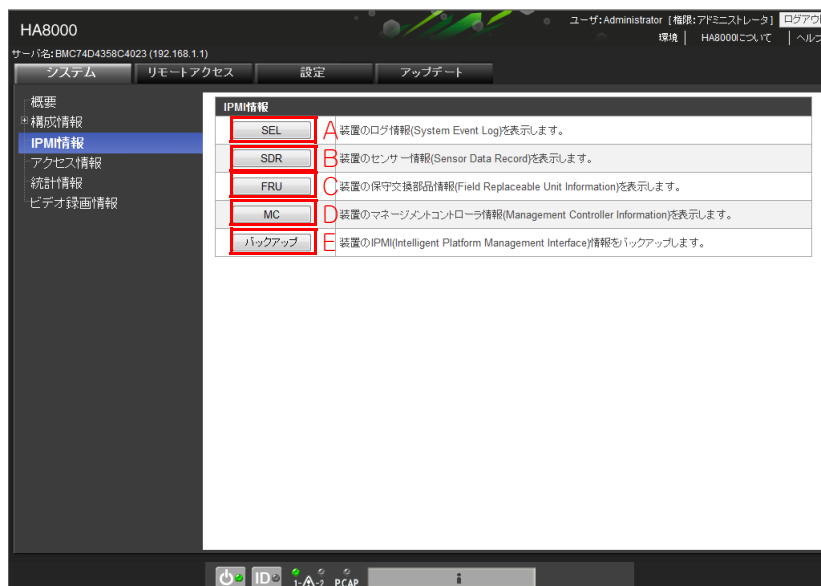 HA8000
ユーザ:Administrator [権限:アドミニストレータ] ログアウト
環境 | HA8000について | ヘルプ
サーバ名:BMC74D4358C4023 (192.168.1.1)
システム リモートアクセス 設定 アップデート
概要
構成情報
IPMI情報
アクセス情報
統計情報
ビデオ録画情報
IPMI情報
SEL A 装置のログ情報(System Event Log)を表示します。
SDR B 装置のセンサー情報(Sensor Data Record)を表示します。
FRU C 装置の保守交換部品情報(Field Replaceable Unit Information)を表示します。
MC D 装置のマネージメントコントローラ情報(Management Controller Information)を表示します。
バックアップ E 装置のIPMI(Intelligent Platform Management Interface)情報をバックアップします。
ID 1-⚠-2 PCAP i